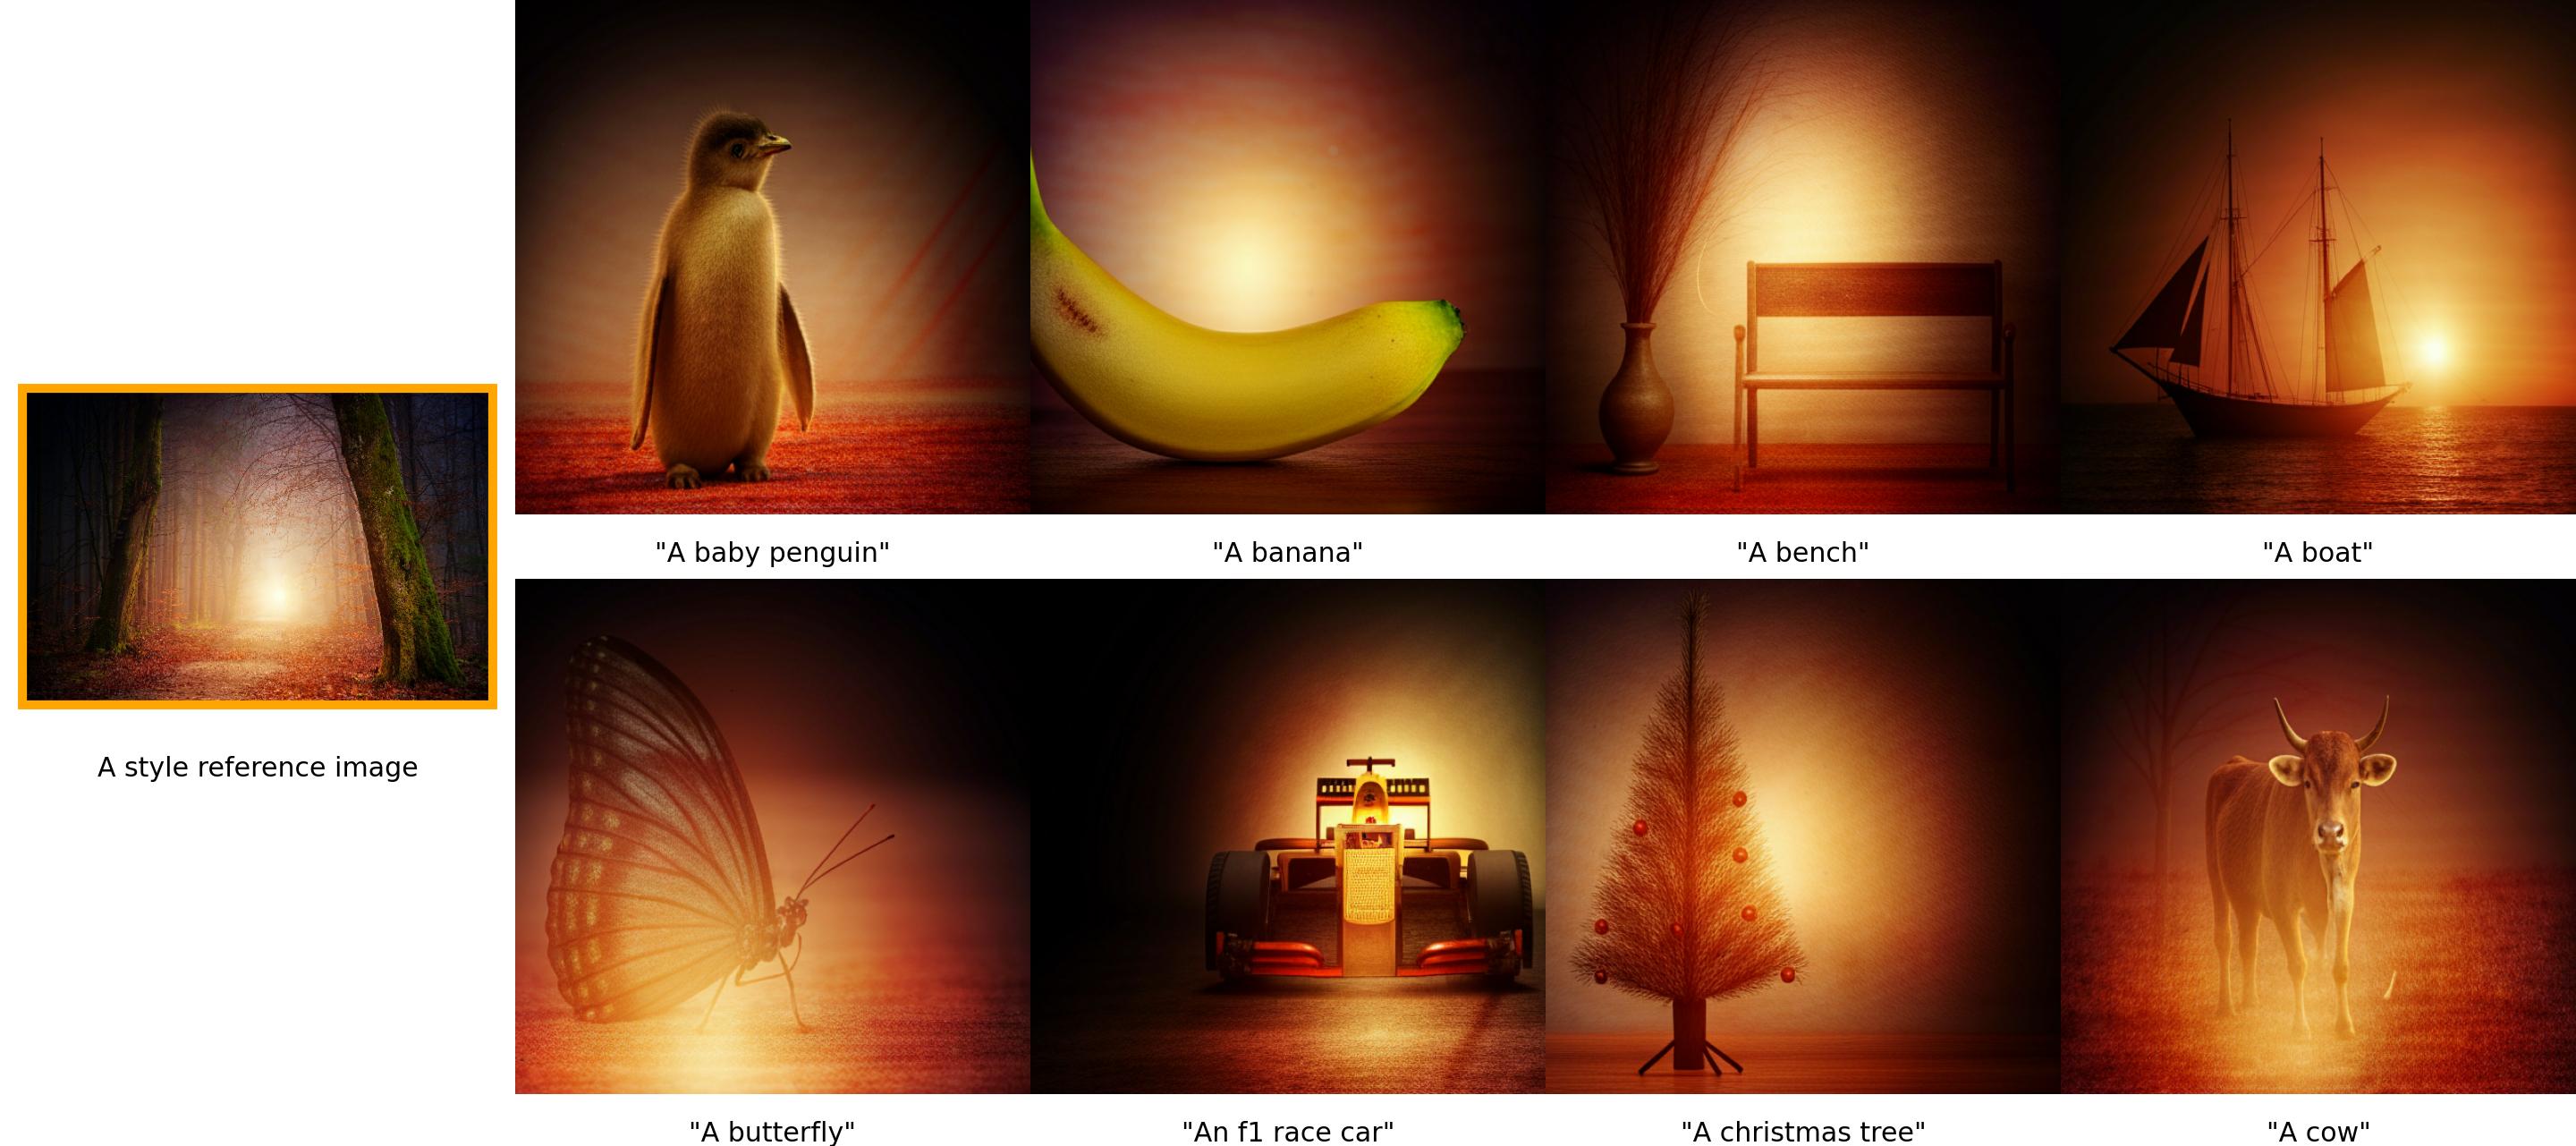 "A baby penguin"
"A banana"
"A bench"
"A boat"
A style reference image
"A butterfly"
"An f1 race car"
"A christmas tree"
"A cow"